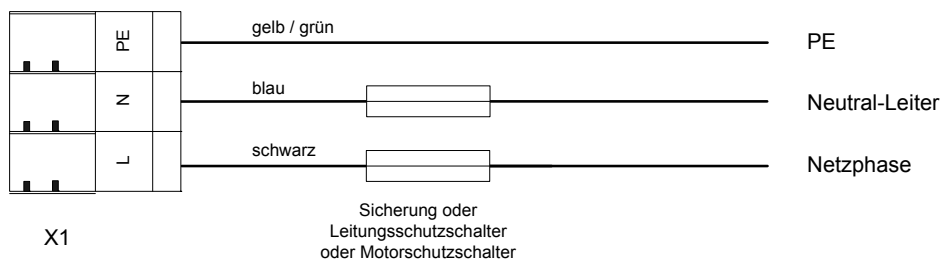 PE
gelb / grün
PE
N
blau
Neutral-Leiter
L
schwarz
Netzphase
Sicherung oder
Leitungsschutzschalter
oder Motorschutzschalter
X1